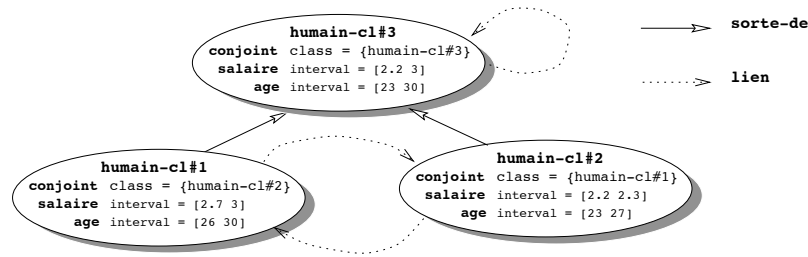 humain-cl#3
conjoint class = {humain-cl#3}
salaire interval = [2.2 3]
age interval = [23 30]
sorte-de
lien
humain-cl#1
conjoint class = {humain-cl#2}
salaire interval = [2.7 3]
age interval = [26 30]
humain-cl#2
conjoint class = {humain-cl#1}
salaire interval = [2.2 2.3]
age interval = [23 27]